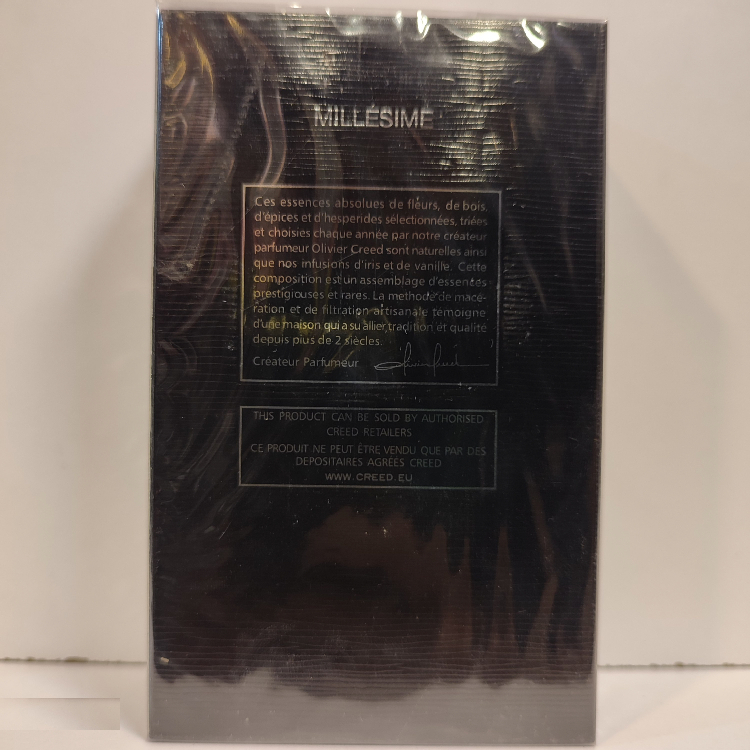 MILLÉSIME
Ces essences absolues de fleurs, de bois,
d'épices et d'hesperides sélectionnées, triées
et choisies chaque année par notre créateur
parfumeur Olivier Creed sont naturelles ainsi
que nos infusions d'iris et de vanille. Cette
composition est un assemblage d'essences
prestigiouses et rares. La methode de macé-
ration et de filtration artisanale témoigne
d'une maison qui a su allier tradition et qualité
depuis plus de 2 siècles.
Créateur Parfumeur
THIS PRODUCT CAN BE SOLD BY AUTHORISED
CREED RETAILERS
CE PRODUIT NE PEUT ÊTRE VENDU QUE PAR DES
DEPOSITAIRES AGRÉÉS CREED
WWW.CREED.EU